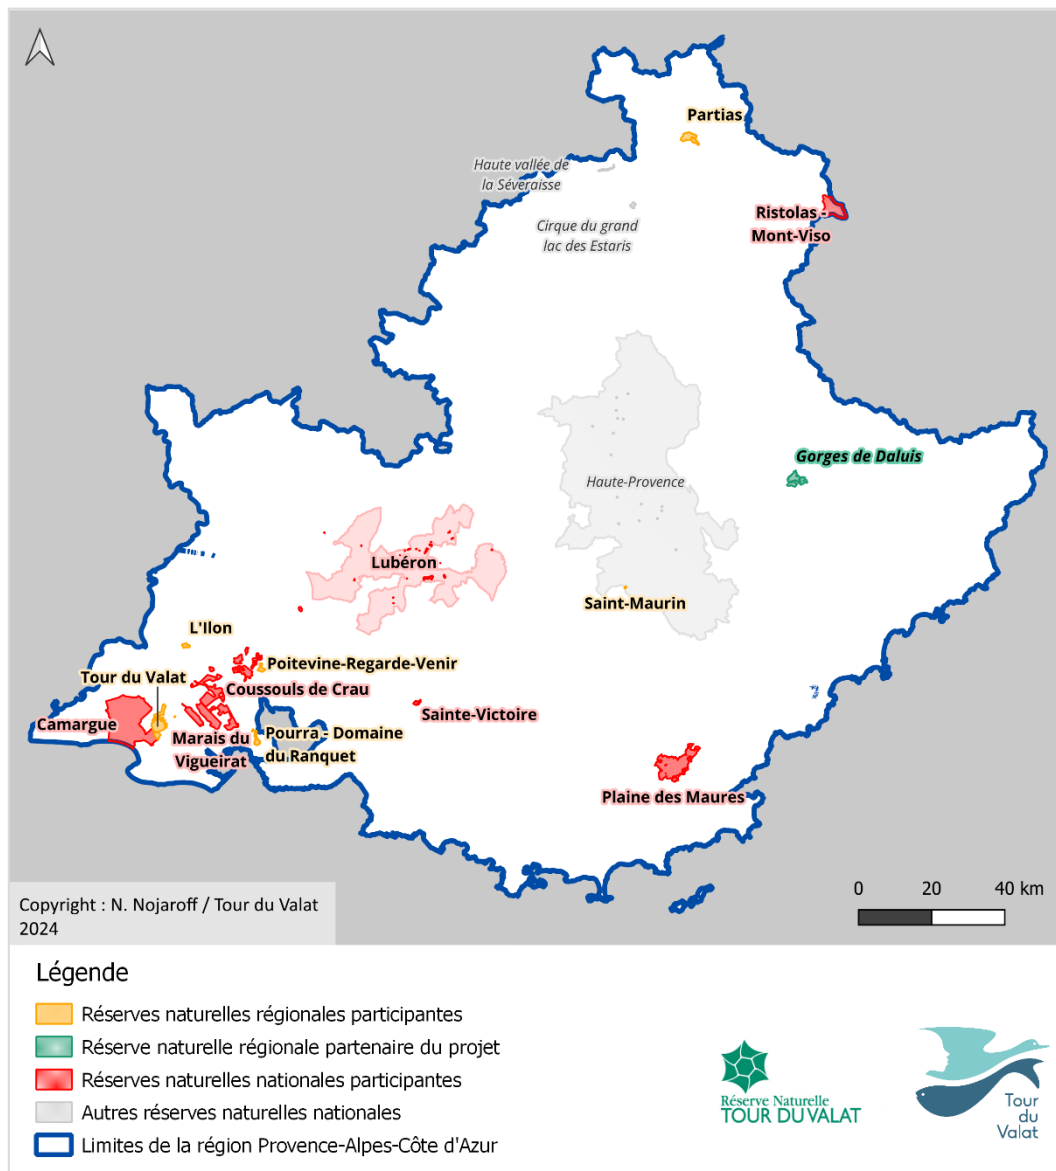 Partias
Haute vallée de
la Séveraisse
Ristolas -
Mont-Viso
Cirque du grand
lac des Estaris
Gorges de Daluis
Haute-Provence
Lubéron
Saint-Maurin
L'Ilon
Poitevine-Regarde-Venir
Tour du Valat
Coussouls de Crau
Camargue
Sainte-Victoire
Marais du
Vigueirat
Pourra - Domaine
du Ranquet
Plaine des Maures
0 20 40 km
Copyright : N. Nojaroff / Tour du Valat
2024
Légende
Réserves naturelles régionales participantes
Réserve naturelle régionale partenaire du projet
Réserves naturelles nationales participantes
Autres réserves naturelles nationales
Limites de la région Provence-Alpes-Côte d'Azur
Réserve Naturelle
TOUR DU VALAT
Tour
du
Valat